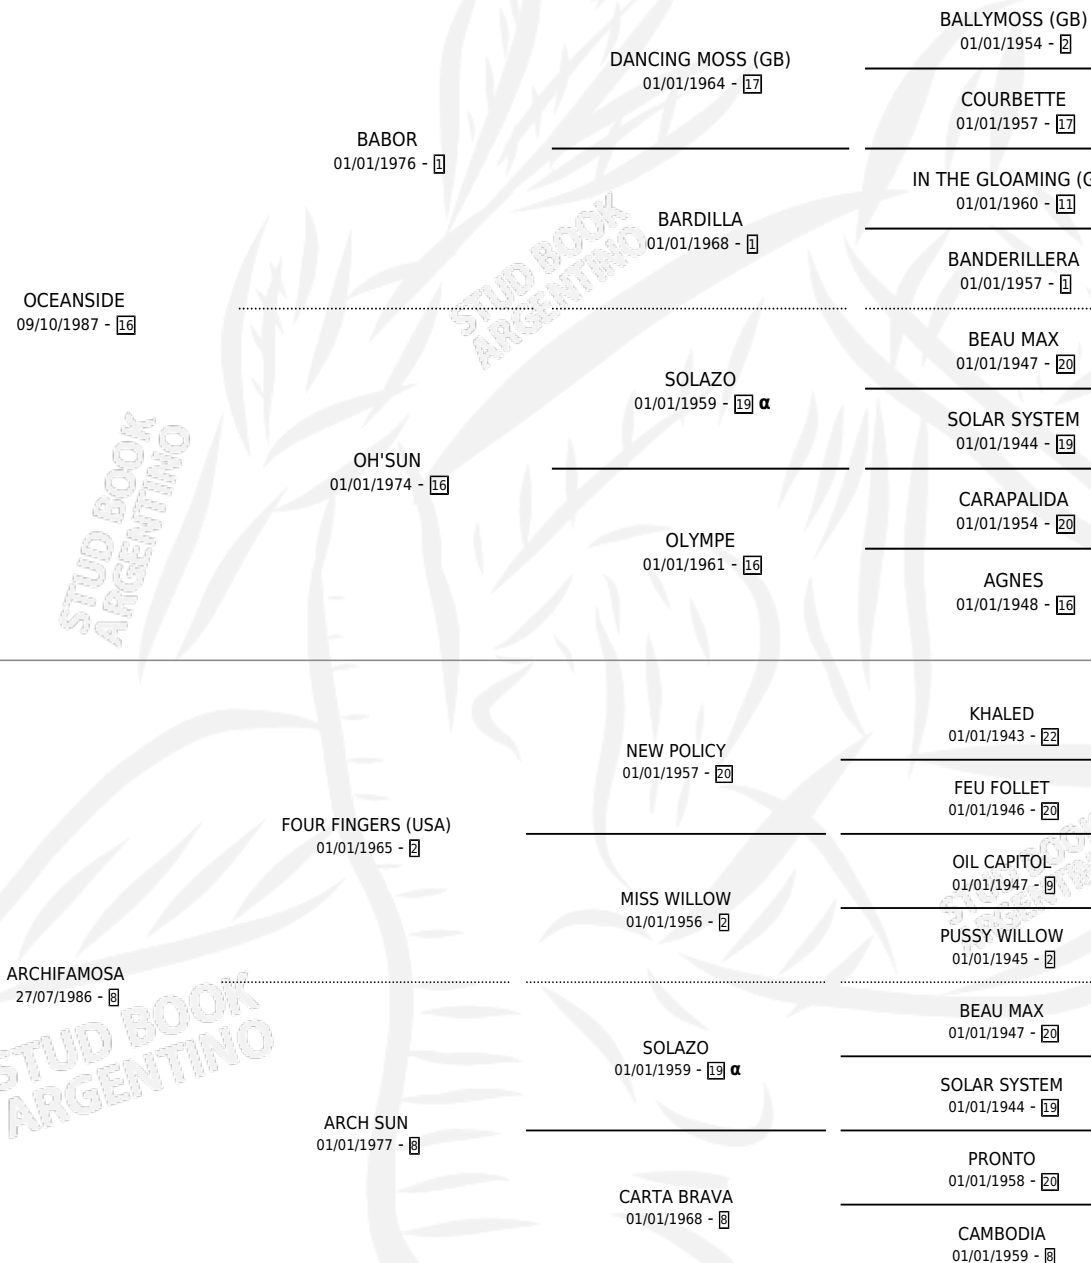 BALLYMOSS (GB)
01/01/1954 - 2
DANCING MOSS (GB)
01/01/1964 - 17
COURBETTE
01/01/1957 - 17
BABOR
01/01/1976 - 1
IN THE GLOAMING (G
01/01/1960 - 11
BARDILLA
01/01/1968 - 1
BANDERILLERA
01/01/1957 - 1
OCEANSIDE
09/10/1987 - 16
BEAU MAX
01/01/1947 - 20
SOLAZO
01/01/1959 - 19 α
SOLAR SYSTEM
01/01/1944 - 19
OH'SUN
01/01/1974 - 16
CARAPALIDA
01/01/1954 - 20
OLYMPE
01/01/1961 - 16
AGNES
01/01/1948 - 16
KHALED
01/01/1943 - 22
NEW POLICY
01/01/1957 - 20
FEU FOLLET
01/01/1946 - 20
FOUR FINGERS (USA)
01/01/1965 - 2
OIL CAPITOL
01/01/1947 - 9
MISS WILLOW
01/01/1956 - 2
PUSSY WILLOW
01/01/1945 - 2
ARCHIFAMOSA
27/07/1986 - 8
BEAU MAX
01/01/1947 - 20
SOLAZO
01/01/1959 - 19 α
SOLAR SYSTEM
01/01/1944 - 19
ARCH SUN
01/01/1977 - 8
PRONTO
01/01/1958 - 20
CARTA BRAVA
01/01/1968 - 8
CAMBODIA
01/01/1959 - 8
STUD BOOK
ARGENTINO
STUD BOOK
ARGENTINO
STUD BOOK
ARGENTINO
STUD BOOK
ARGENTINO